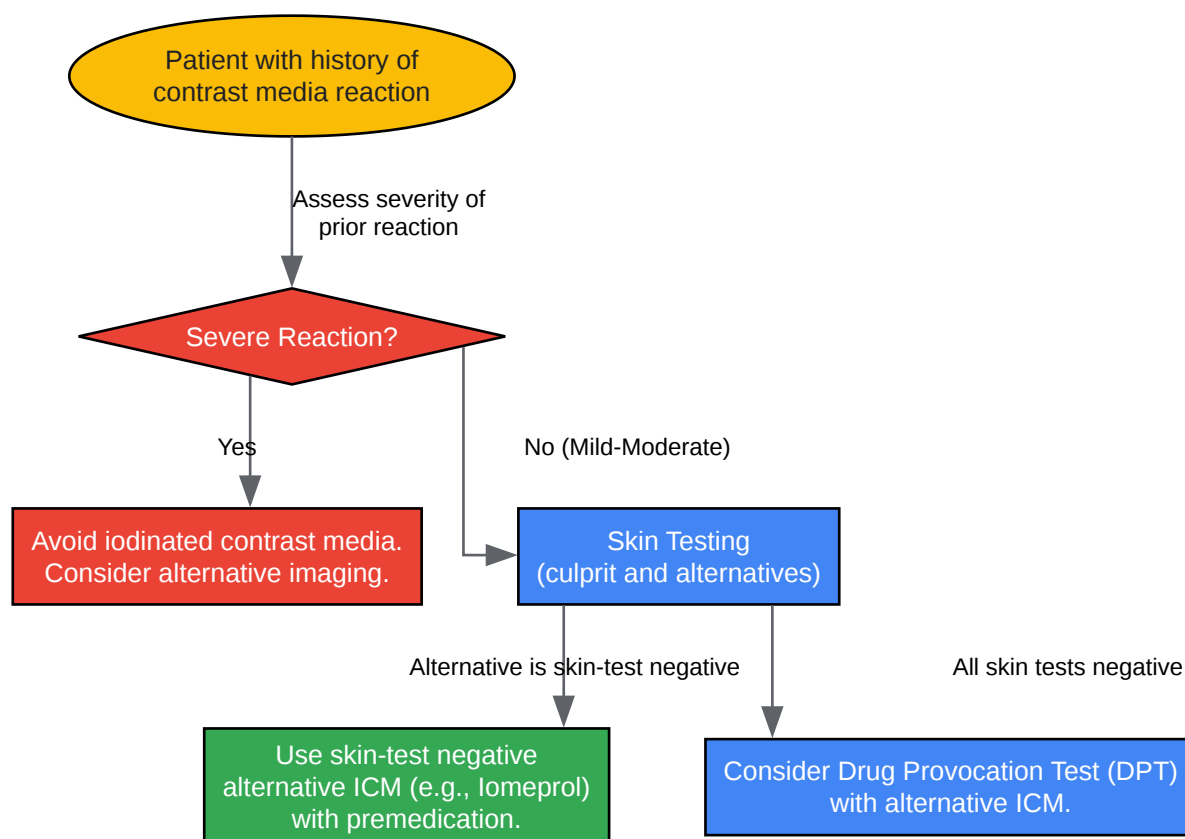 Patient with history of
contrast media reaction
Assess severity of
prior reaction
Severe Reaction?
Yes
No (Mild-Moderate)
Avoid iodinated contrast media.
Consider alternative imaging.
Skin Testing
(culprit and alternatives)
Alternative is skin-test negative
All skin tests negative
Use skin-test negative
alternative ICM (e.g., Iomeprol)
with premedication.
Consider Drug Provocation Test (DPT)
with alternative ICM.